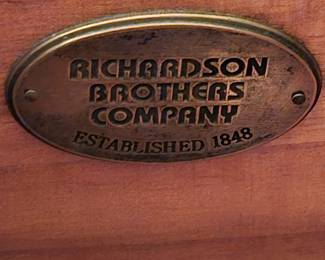 RICHARDSON
BROTHERS
COMPANY
ESTABLISHED 1848